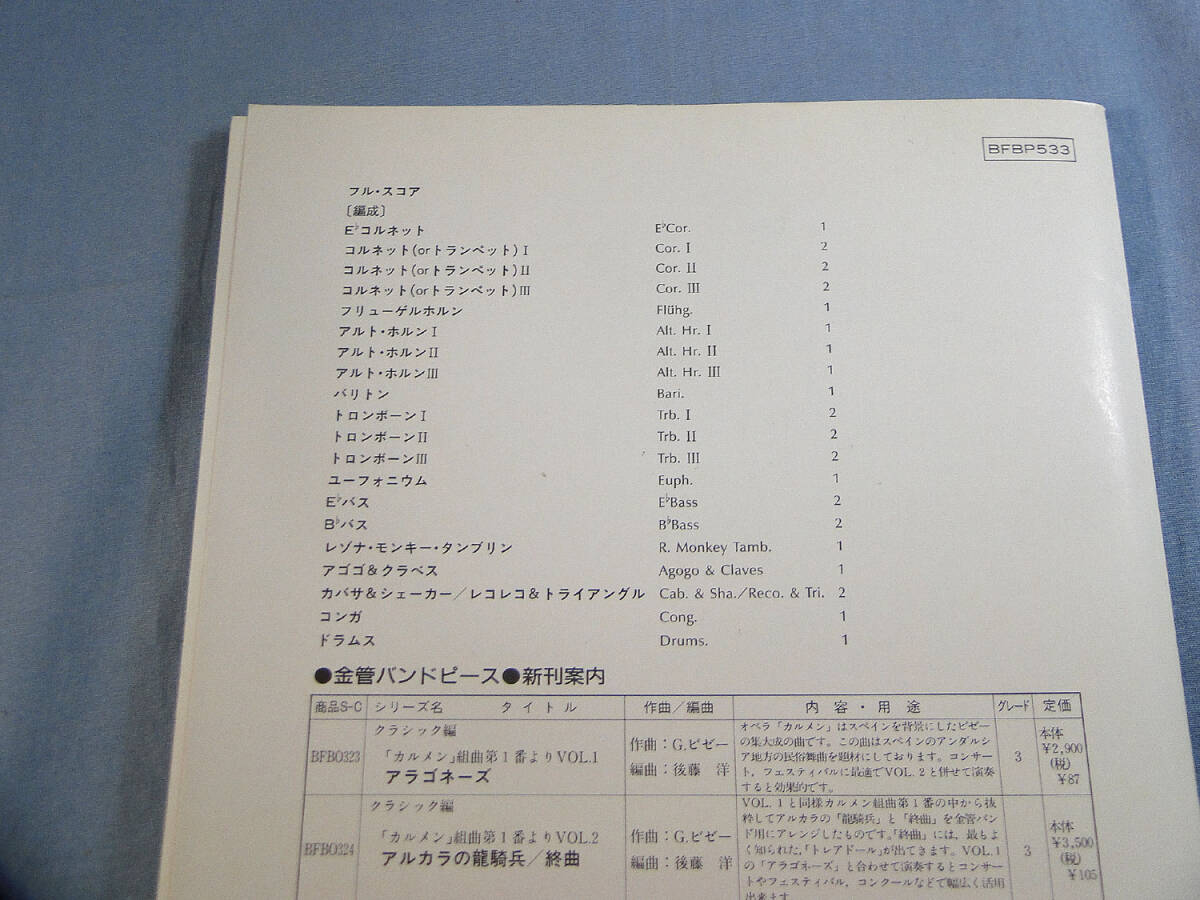 BFBP533
フル・スコア
〔編成〕
E♭コルネット E♭Cor. 1
コルネット(orトランペット)Ⅰ Cor. Ⅰ 2
コルネット(orトランペット)Ⅱ Cor. Ⅱ 2
コルネット(orトランペット)Ⅲ Cor. Ⅲ 2
フリューゲルホルン Flühg. 1
アルト・ホルンⅠ Alt. Hr. Ⅰ 1
アルト・ホルンⅡ Alt. Hr. Ⅱ 1
アルト・ホルンⅢ Alt. Hr. Ⅲ 1
バリトン Bari. 1
トロンボーンⅠ Trb. Ⅰ 2
トロンボーンⅡ Trb. Ⅱ 2
トロンボーンⅢ Trb. Ⅲ 2
ユーフォニウム Euph. 1
E♭バス E♭Bass 2
B♭バス B♭Bass 2
レゾナ・モンキー・タンブリン R. Monkey Tamb. 1
アゴゴ&クラベス Agogo & Claves 1
カバサ&シェーカー/レコレコ&トライアングル Cab. & Sha./Reco. & Tri. 2
コンガ Cong. 1
ドラムス Drums. 1
●金管バンドピース●新刊案内
商品S-C シリーズ名 タイトル 作曲/編曲 内容・用途 グレード 定価
クラシック編
BFBO323 「カルメン」組曲第1番よりVOL.1
アラゴネーズ
作曲:G.ビゼー
編曲:後藤 洋
オペラ「カルメン」はスペインを背景にしたビゼー
の集大成の曲です。この曲はスペインのアンダルシ
ア地方の民俗舞曲を題材にしております。コンサー
ト,フェスティバルに最適でVOL.2と併せて演奏
すると効果的です。
3
本体
¥2,900
(税)
¥87
クラシック編
BFBO324 「カルメン」組曲第1番よりVOL.2
アルカラの龍騎兵/終曲
作曲:G.ビゼー
編曲:後藤 洋
VOL.1と同様カルメン組曲第1番の中から抜
粋してアルカラの「龍騎兵」と「終曲」を金管バン
ド用にアレンジしたものです。「終曲」には,最もよ
く知られた,「トレアドール」が出てきます。VOL.1
の「アラゴネーズ」と合わせて演奏するとコンサー
トやフェスティバル,コンクールなどで幅広く活用
出来ます
3
本体
¥3,500
(税)
¥105